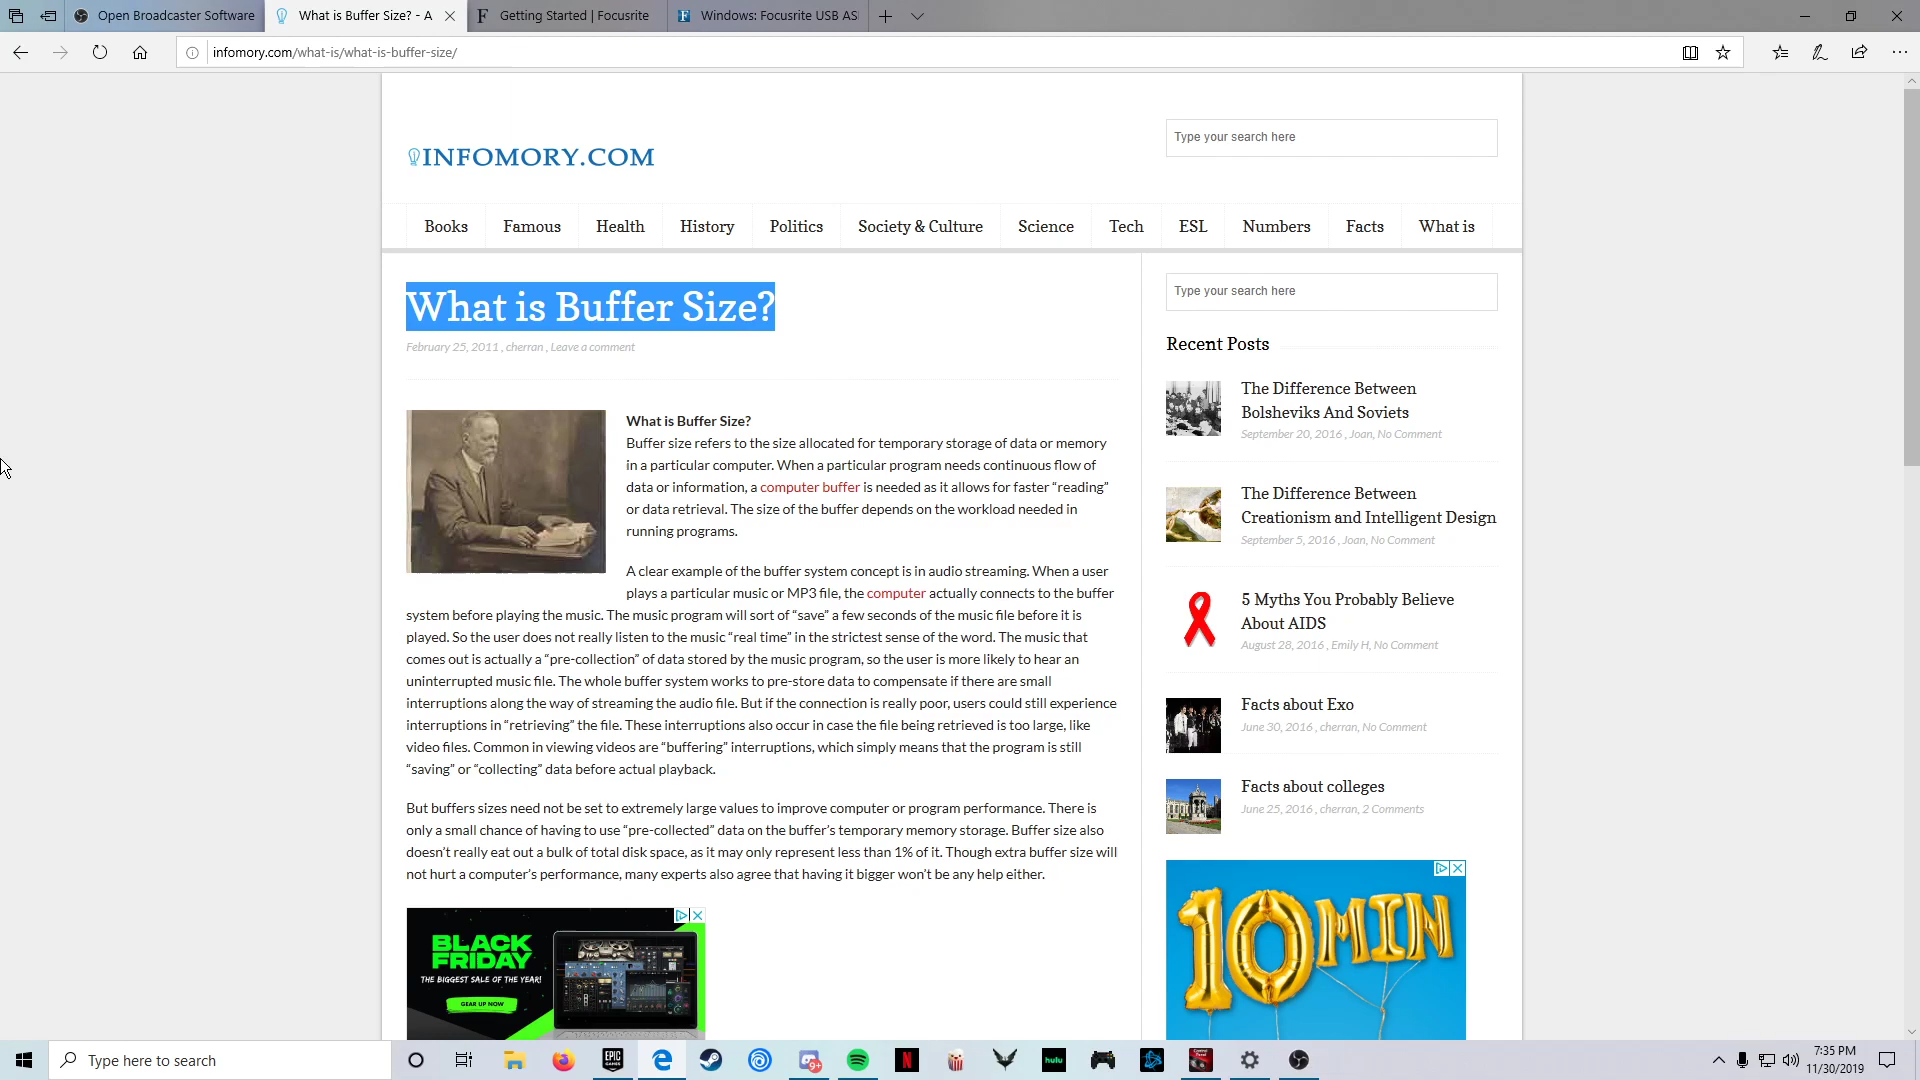 Open Broadcaster Software
What is Buffer Size? - A
Getting Started | Focusrite
Windows: Focusrite USB AS
infomory.com/what-is/what-is-buffer-size/
Type your search here
INFOMORY.COM
Books
Famous
Health
History
Politics
Society & Culture
Science
Tech
ESL
Numbers
Facts
What is
What is Buffer Size?
February 25, 2011 , cherran , Leave a comment
What is Buffer Size?
Buffer size refers to the size allocated for temporary storage of data or memory
in a particular computer. When a particular program needs continuous flow of
data or information, a computer buffer is needed as it allows for faster “reading”
or data retrieval. The size of the buffer depends on the workload needed in
running programs.
A clear example of the buffer system concept is in audio streaming. When a user
plays a particular music or MP3 file, the computer actually connects to the buffer
system before playing the music. The music program will sort of “save” a few seconds of the music file before it is
played. So the user does not really listen to the music “real time” in the strictest sense of the word. The music that
comes out is actually a “pre-collection” of data stored by the music program, so the user is more likely to hear an
uninterrupted music file. The whole buffer system works to pre-store data to compensate if there are small
interruptions along the way of streaming the audio file. But if the connection is really poor, users could still experience
interruptions in “retrieving” the file. These interruptions also occur in case the file being retrieved is too large, like
video files. Common in viewing videos are “buffering” interruptions, which simply means that the program is still
“saving” or “collecting” data before actual playback.
But buffers sizes need not be set to extremely large values to improve computer or program performance. There is
only a small chance of having to use “pre-collected” data on the buffer’s temporary memory storage. Buffer size also
doesn’t really eat out a bulk of total disk space, as it may only represent less than 1% of it. Though extra buffer size will
not hurt a computer’s performance, many experts also agree that having it bigger won’t be any help either.
BLACK
FRIDAY
THE BIGGEST SALE OF THE YEAR!
GEAR UP NOW
Type your search here
Recent Posts
The Difference Between
Bolsheviks And Soviets
September 20, 2016 , Joan, No Comment
The Difference Between
Creationism and Intelligent Design
September 5, 2016 , Joan, No Comment
5 Myths You Probably Believe
About AIDS
August 28, 2016 , Emily H, No Comment
Facts about Exo
June 30, 2016 , cherran, No Comment
Facts about colleges
June 25, 2016 , cherran, 2 Comments
10 MIN
Type here to search
EPIC
GAMES
9+
N
hulu
7:35 PM
11/30/2019